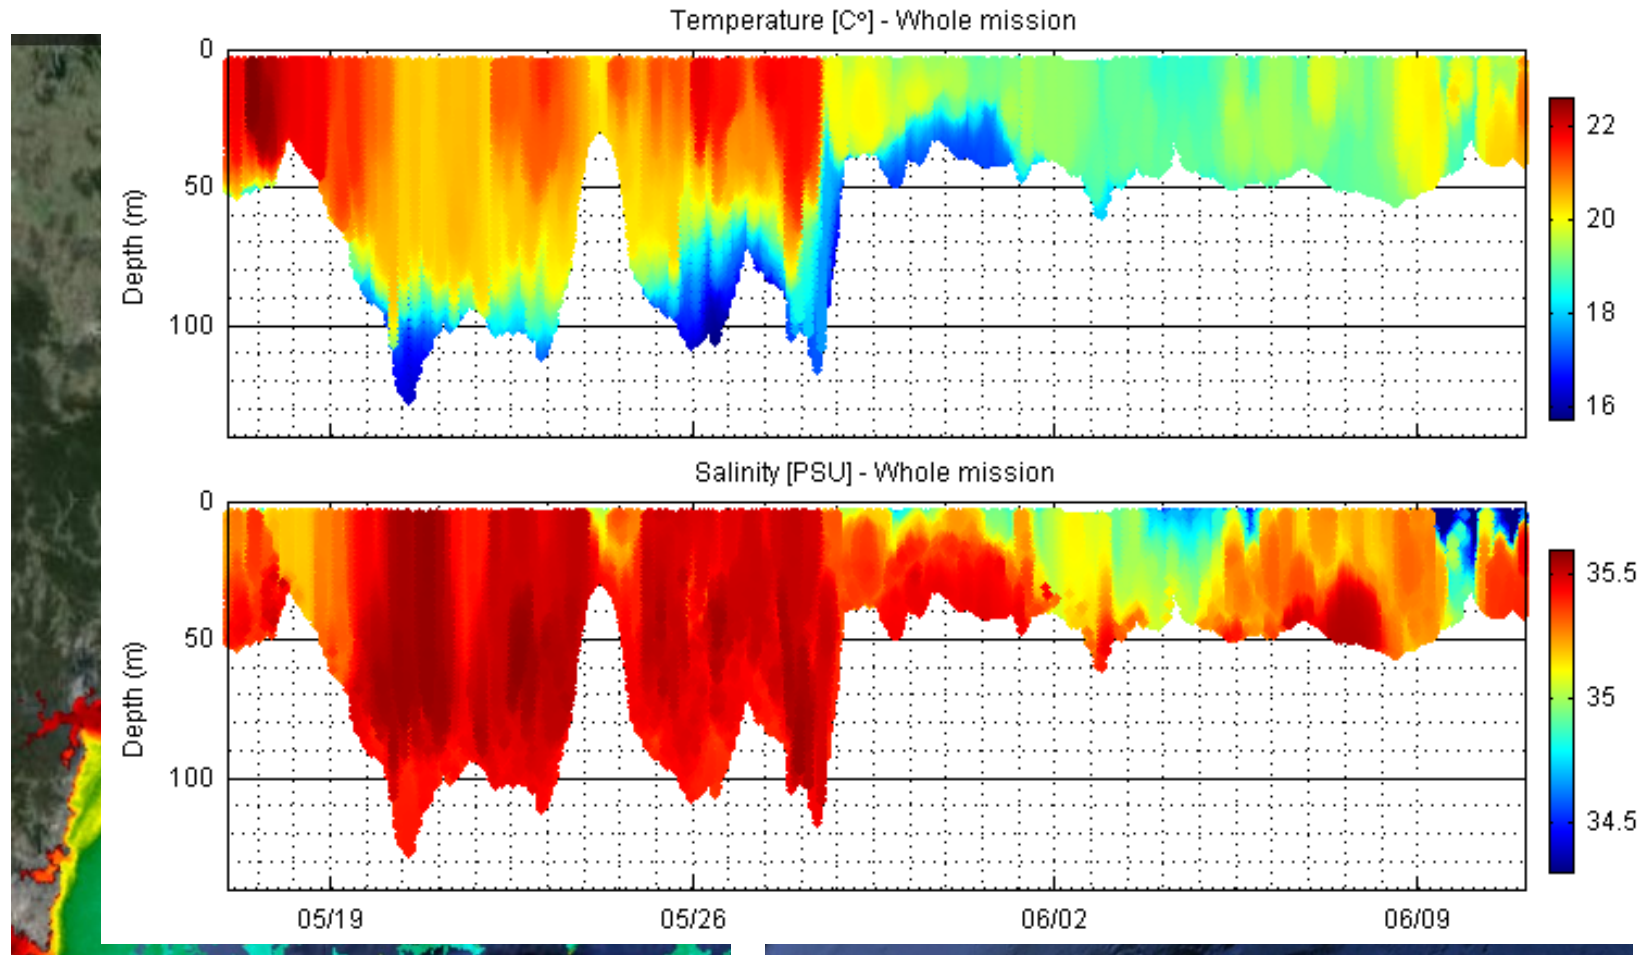 Temperature [Cº] - Whole mission
0
50
100
Depth (m)
22
20
18
16
Salinity [PSU] - Whole mission
0
50
100
Depth (m)
35.5
35
34.5
05/19 05/26 06/02 06/09